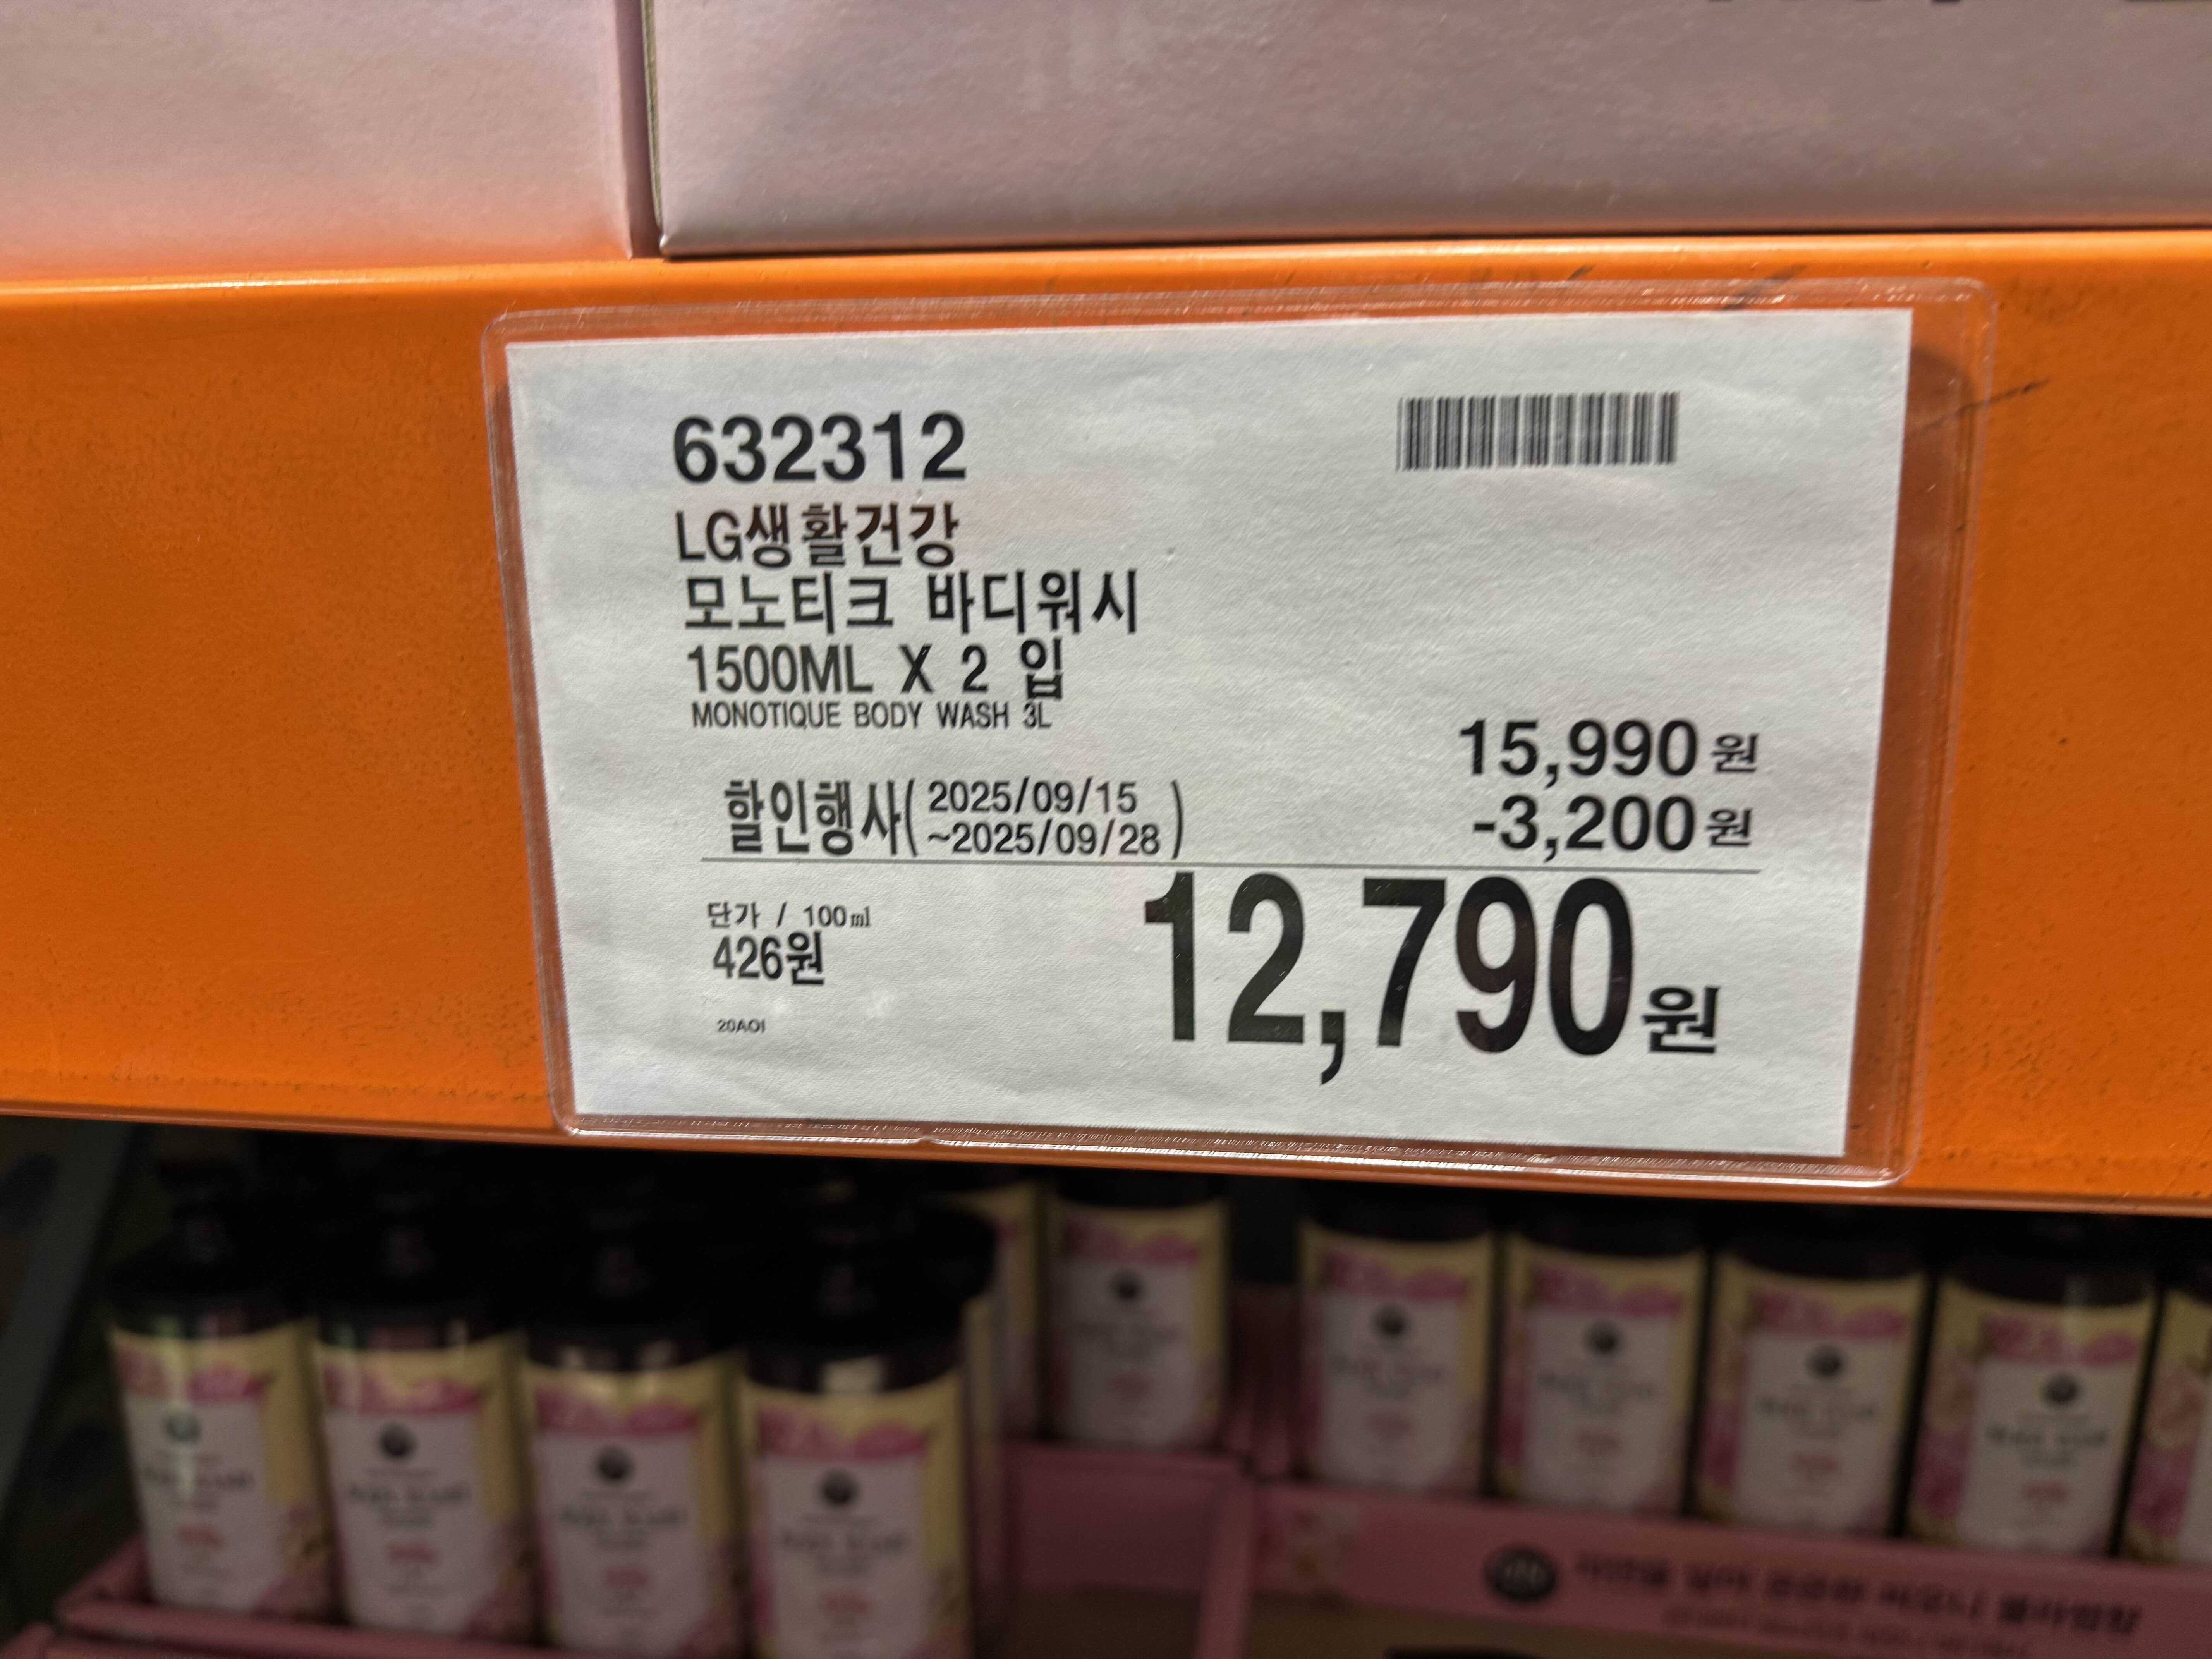 632312
LG생활건강
모노티크 바디워시
1500ML X 2 입
MONOTIQUE BODY WASH 3L
15,990 원
할인행사( 2025/09/15
~2025/09/28 )
-3,200 원
단가 / 100㎖
426원
12,790 원
20AOI